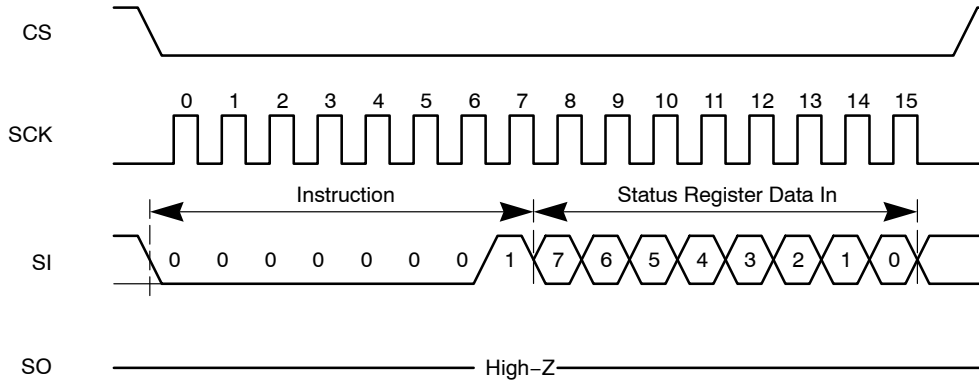 CS
0 1 2 3 4 5 6 7 8 9 10 11 12 13 14 15
SCK
Instruction Status Register Data In
SI 0 0 0 0 0 0 0 1 7 6 5 4 3 2 1 0
SO High−Z